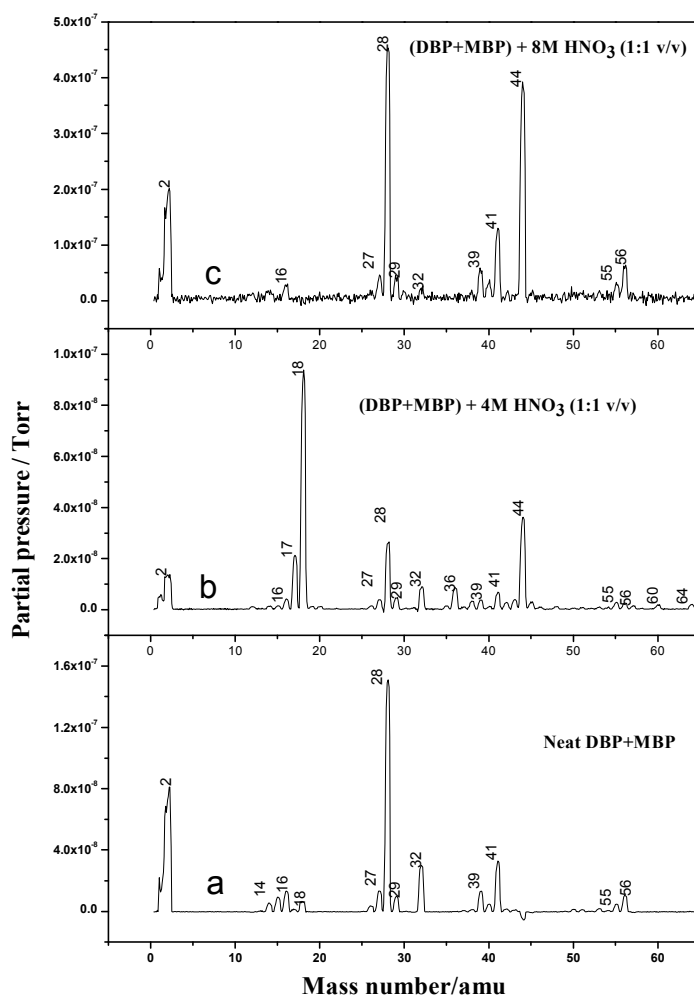 (DBP+MBP) + 8M HNO3 (1:1 v/v)
5.0x10-7
4.0x10-7
3.0x10-7
2.0x10-7
1.0x10-7
0.0
2
16
27
28
29
32
39
41
44
55
56
c
0 10 20 30 40 50 60
(DBP+MBP) + 4M HNO3 (1:1 v/v)
1.0x10-7
8.0x10-8
6.0x10-8
4.0x10-8
2.0x10-8
0.0
2
16
17
18
27
28
29
32
36
39
41
44
55
56
60
64
b
0 10 20 30 40 50 60
Neat DBP+MBP
1.6x10-7
1.2x10-7
8.0x10-8
4.0x10-8
0.0
2
14
16
18
27
28
29
32
39
41
55
56
a
0 10 20 30 40 50 60
Partial pressure / Torr
Mass number/amu